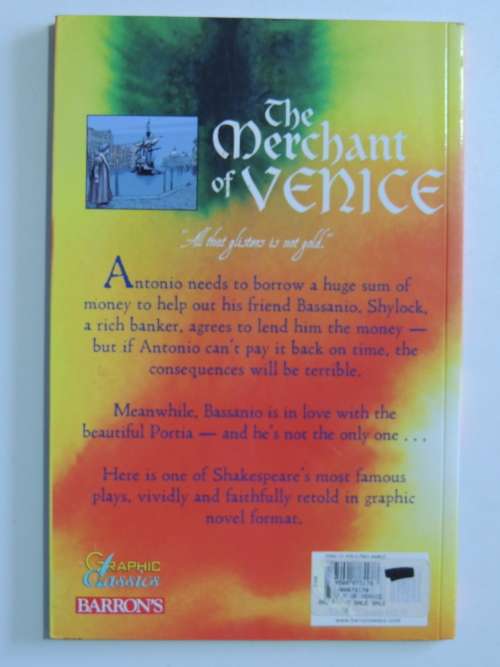 The
Merchant
of VENICE
"All that glisters is not gold."
Antonio needs to borrow a huge sum of
money to help out his friend Bassanio, Shylock,
a rich banker, agrees to lend him the money —
but if Antonio can't pay it back on time, the
consequences will be terrible.
Meanwhile, Bassanio is in love with the
beautiful Portia — and he's not the only one . . .
Here is one of Shakespeare's most famous
plays, vividly and faithfully retold in graphic
novel format.
GRAPHIC
Classics
BARRON'S